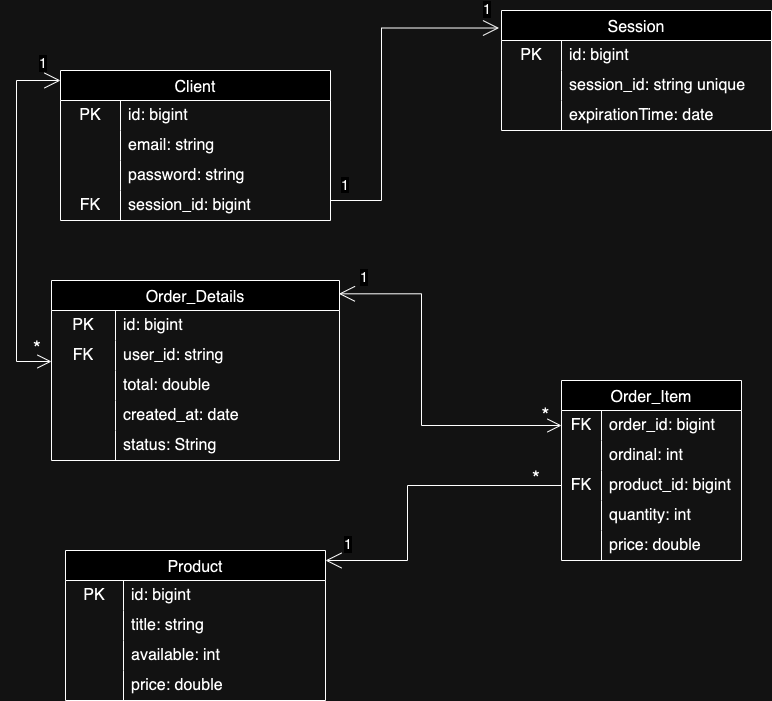 1
Session
PK id: bigint
session_id: string unique
expirationTime: date
1
Client
PK id: bigint
email: string
password: string
FK session_id: bigint
1
1
Order_Details
PK id: bigint
FK user_id: string
total: double
created_at: date
status: String
*
Order_Item
FK order_id: bigint
ordinal: int
FK product_id: bigint
quantity: int
price: double
*
*
1
Product
PK id: bigint
title: string
available: int
price: double